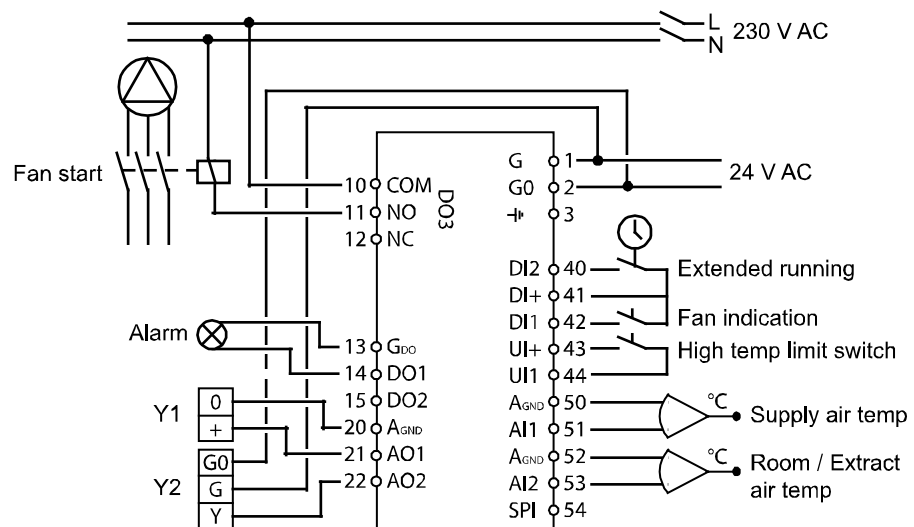 L
N
230 V AC
Fan start
G 1
G0 2
3
24 V AC
10 COM
11 NO
12 NC
DO3
DI2 40 Extended running
DI+ 41
DI1 42 Fan indication
UI+ 43 High temp limit switch
UI1 44
Alarm
13 GDO
14 DO1
15 DO2
20 AGND
21 AO1
22 AO2
Y1
0
+
Y2
G0
G
Y
AGND 50
AI1 51
°C
Supply air temp
AGND 52
AI2 53
°C
Room / Extract
air temp
SPI 54